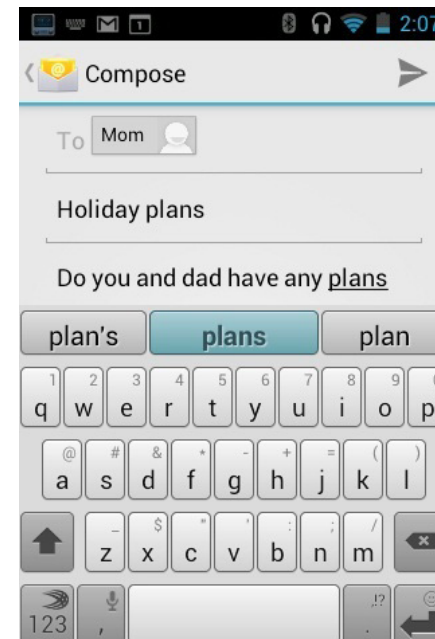 1 2:07
Compose
To Mom
Holiday plans
Do you and dad have any plans
plan's plans plan
1 2 3 4 5 6 7 8 9
q w e r t y u i o p
@ # & * - + = ( )
a s d f g h j k l
_ $ " ' : ; /
z x c v b n m
123 , . ,!?